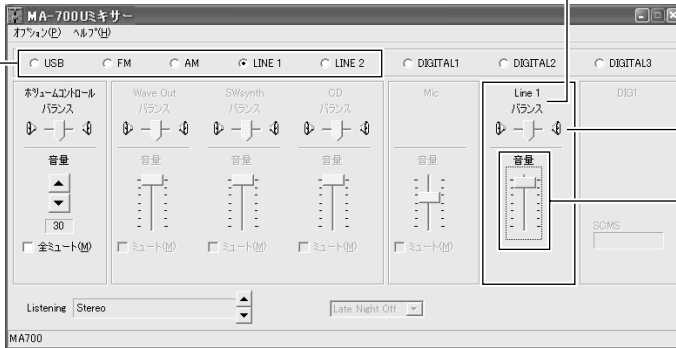 MA-700Uミキサー
オプション(P) ヘルプ(H)
USB FM AM LINE 1 LINE 2 DIGITAL1 DIGITAL2 DIGITAL3
ボリュームコントロール Wave Out SWsynth CD Mic Line 1 DIG1
バランス バランス バランス バランス バランス
音量 音量 音量 音量 音量 音量
30
SCMS
全ミュート(M) ミュート(M) ミュート(M) ミュート(M) ミュート(M)
Listening Stereo Late Night Off
MA700